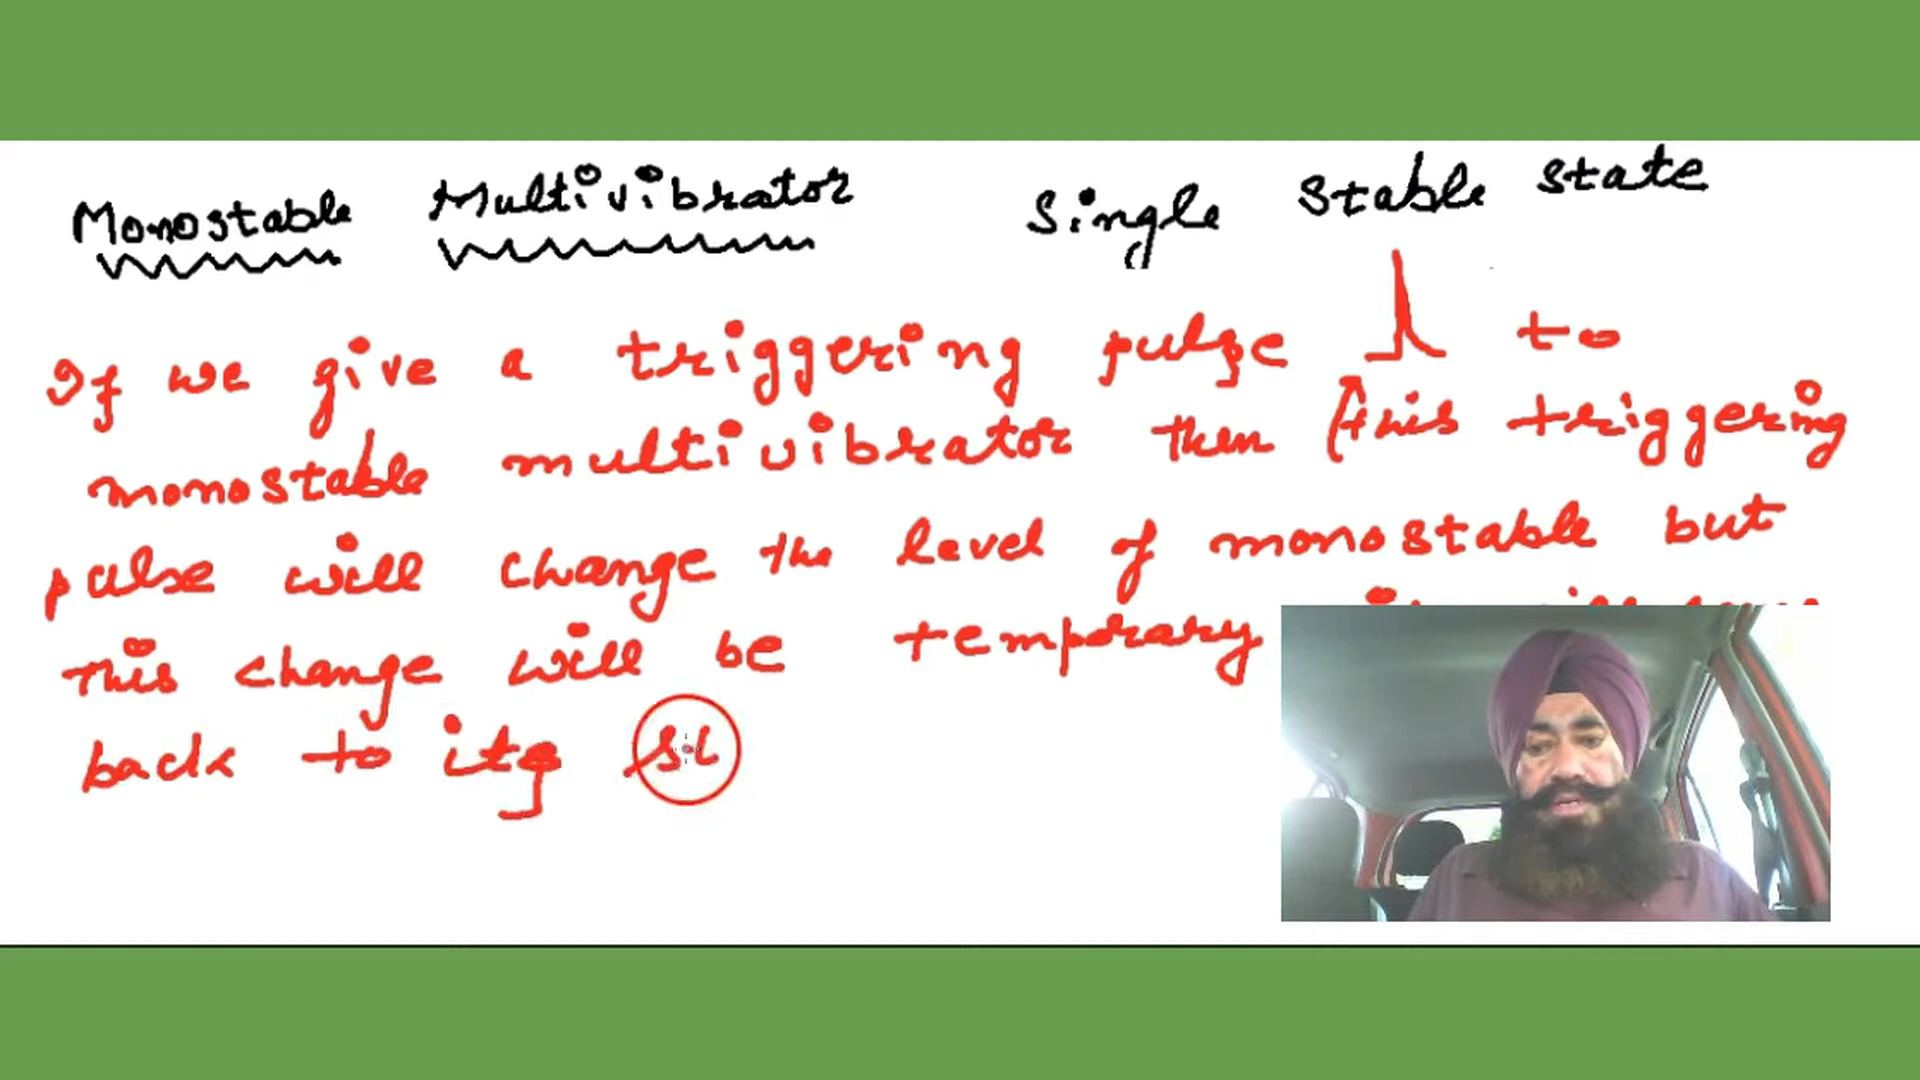 Monostable Multivibrator Single Stable State
If we give a triggering pulse to
monostable multivibrator then this triggering
pulse will change the level of monostable but
This change will be temporary
back to its st